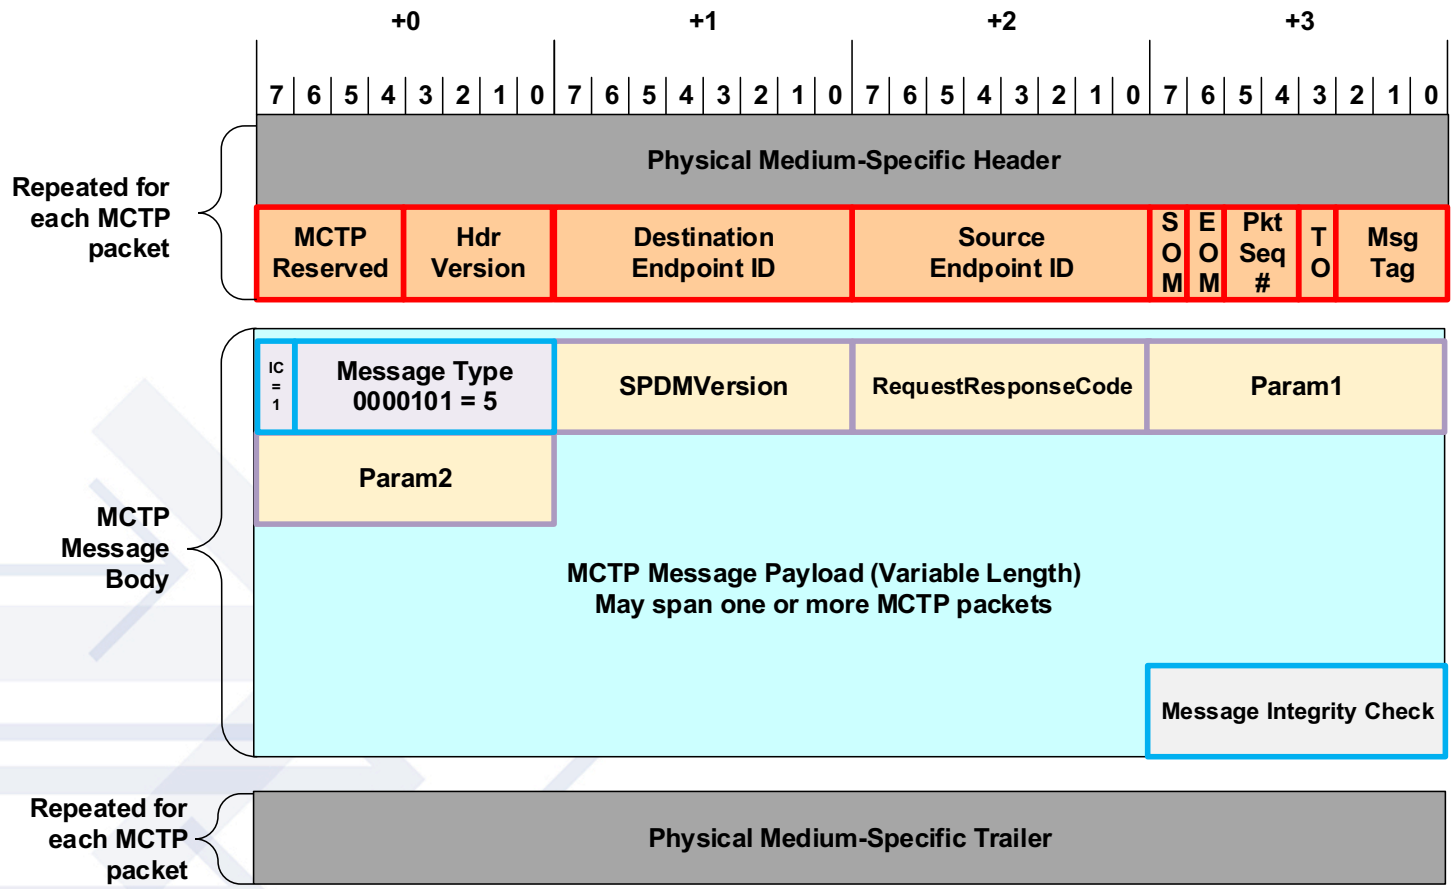 +0 +1 +2 +3
7 6 5 4 3 2 1 0 7 6 5 4 3 2 1 0 7 6 5 4 3 2 1 0 7 6 5 4 3 2 1 0
Repeated for
each MCTP
packet
Physical Medium-Specific Header
MCTP
Reserved
Hdr
Version
Destination
Endpoint ID
Source
Endpoint ID
S
O
M
E
O
M
Pkt
Seq
#
T
O
Msg
Tag
MCTP
Message
Body
IC
=
1
Message Type
0000101 = 5
SPDMVersion
RequestResponseCode
Param1
Param2
MCTP Message Payload (Variable Length)
May span one or more MCTP packets
Message Integrity Check
Repeated for
each MCTP
packet
Physical Medium-Specific Trailer